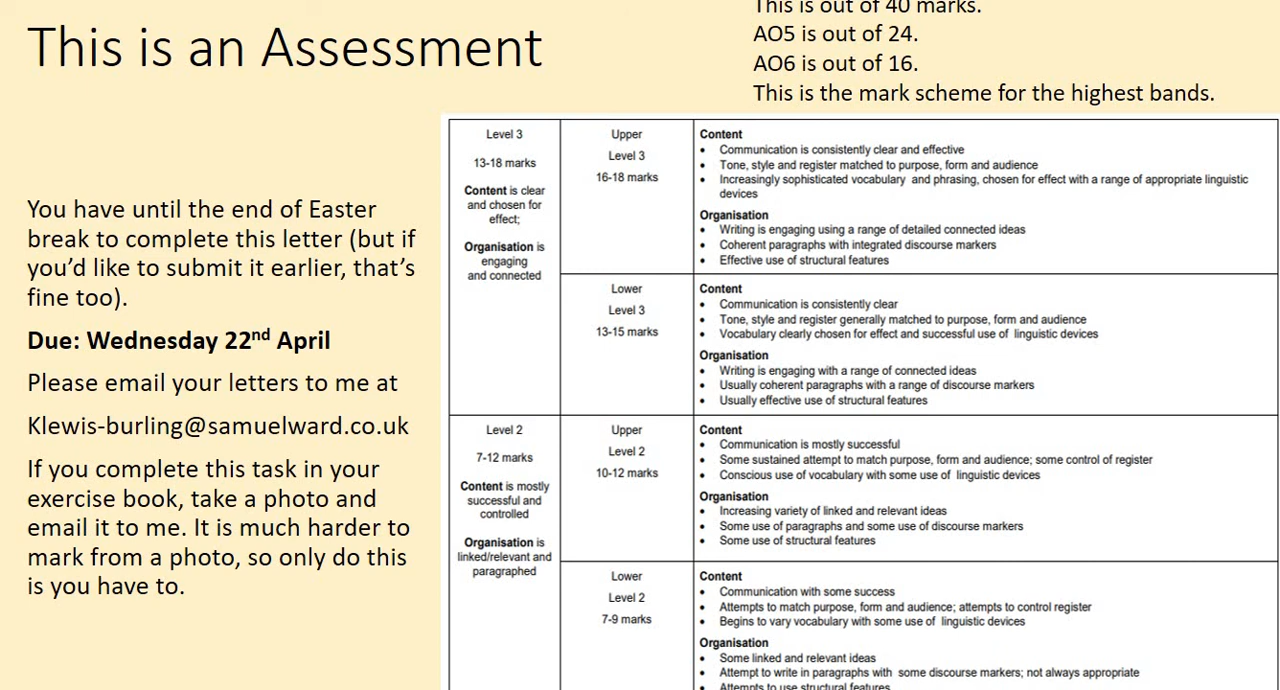 This is an Assessment
This is out of 40 marks.
AO5 is out of 24.
AO6 is out of 16.
This is the mark scheme for the highest bands.
You have until the end of Easter
break to complete this letter (but if
you'd like to submit it earlier, that's
fine too).
Due: Wednesday 22nd April
Please email your letters to me at
Klewis-burling@samuelward.co.uk
If you complete this task in your
exercise book, take a photo and
email it to me. It is much harder to
mark from a photo, so only do this
is you have to.
Level 3
13-18 marks
Content is clear
and chosen for
effect;
Organisation is
engaging
and connected
Upper
Level 3
16-18 marks
Content
• Communication is consistently clear and effective
• Tone, style and register matched to purpose, form and audience
• Increasingly sophisticated vocabulary and phrasing, chosen for effect with a range of appropriate linguistic
devices
Organisation
• Writing is engaging using a range of detailed connected ideas
• Coherent paragraphs with integrated discourse markers
• Effective use of structural features
Lower
Level 3
13-15 marks
Content
• Communication is consistently clear
• Tone, style and register generally matched to purpose, form and audience
• Vocabulary clearly chosen for effect and successful use of linguistic devices
Organisation
• Writing is engaging with a range of connected ideas
• Usually coherent paragraphs with a range of discourse markers
• Usually effective use of structural features
Level 2
7-12 marks
Content is mostly
successful and
controlled
Organisation is
linked/relevant and
paragraphed
Upper
Level 2
10-12 marks
Content
• Communication is mostly successful
• Some sustained attempt to match purpose, form and audience; some control of register
• Conscious use of vocabulary with some use of linguistic devices
Organisation
• Increasing variety of linked and relevant ideas
• Some use of paragraphs and some use of discourse markers
• Some use of structural features
Lower
Level 2
7-9 marks
Content
• Communication with some success
• Attempts to match purpose, form and audience; attempts to control register
• Begins to vary vocabulary with some use of linguistic devices
Organisation
• Some linked and relevant ideas
• Attempt to write in paragraphs with some discourse markers; not always appropriate
• Attempts to use structural features